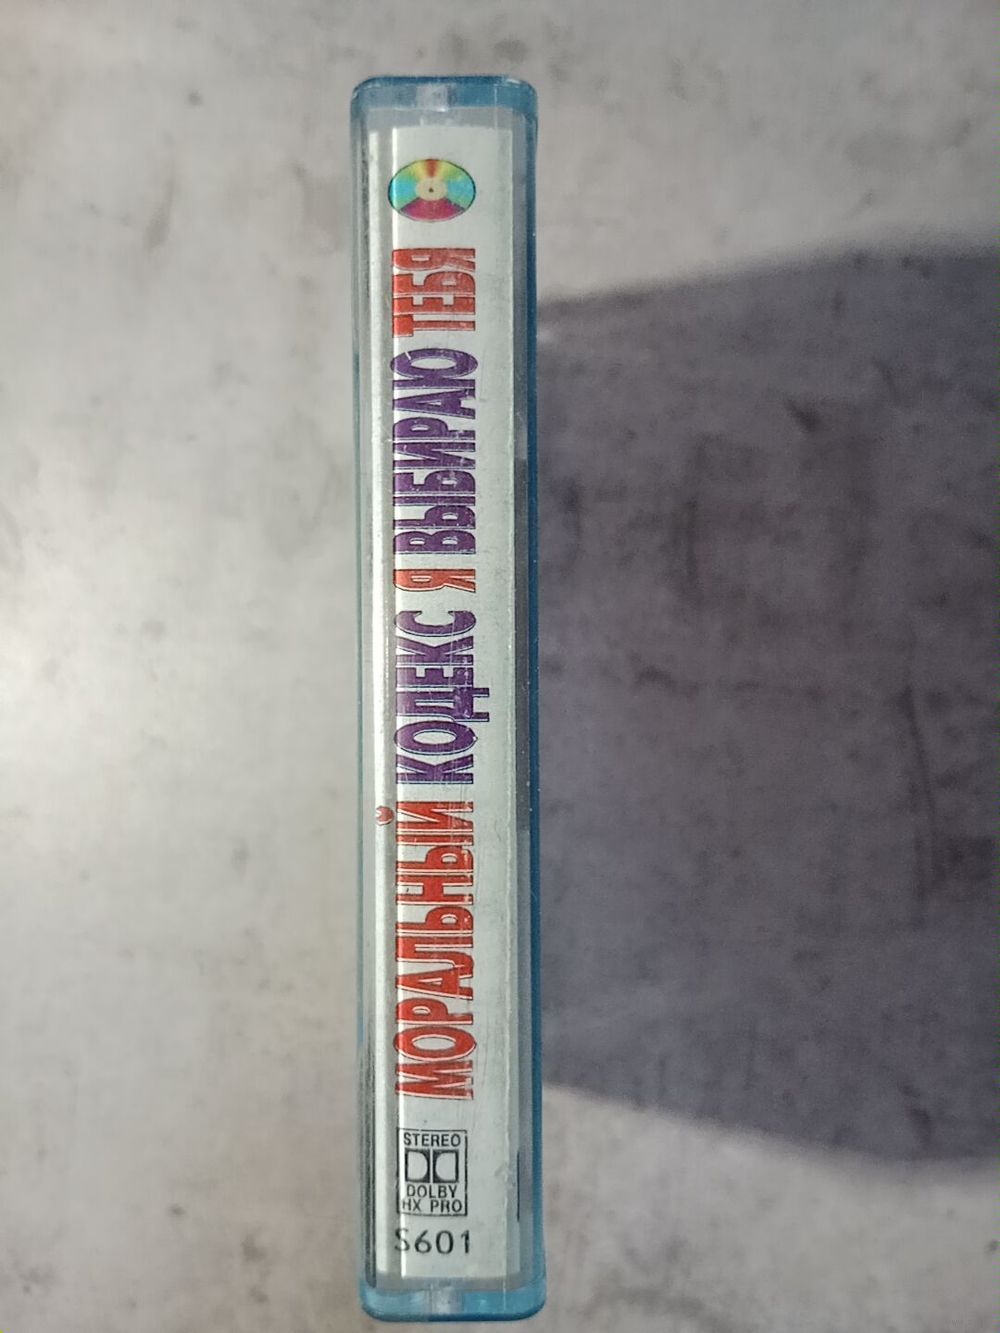 МОРАЛЬНЫЙ КОДЕКС Я ВЫБИРАЮ ТЕБЯ
STEREO
DOLBY
HX PRO
S601